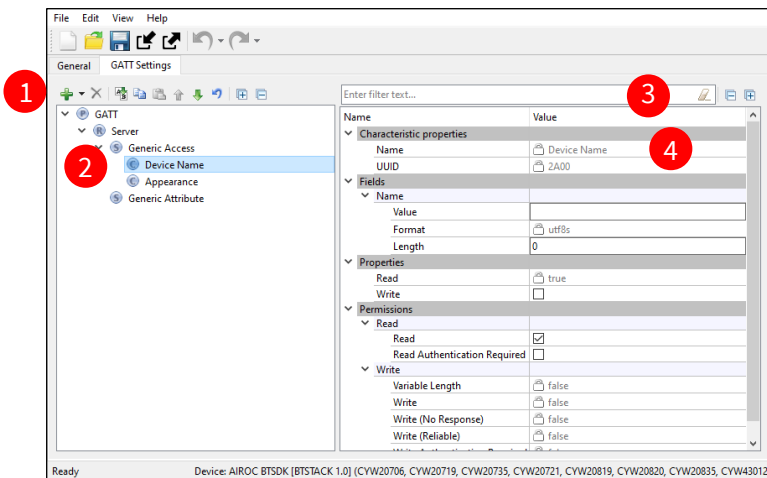 File Edit View Help
General GATT Settings
1
Enter filter text...
3
GATT
Server
Generic Access
2
Device Name
Appearance
Generic Attribute
Name Value
4
Characteristic properties
Name Device Name
UUID 2A00
Fields
Name
Value
Format utf8s
Length 0
Properties
Read true
Write
Permissions
Read
Read
Read Authentication Required
Write
Variable Length false
Write false
Write (No Response) false
Write (Reliable) false
Ready Device: AIROC BTSDK [BTSTACK 1.0] (CYW20706, CYW20719, CYW20735, CYW20721, CYW20819, CYW20820, CYW20835, CYW43012